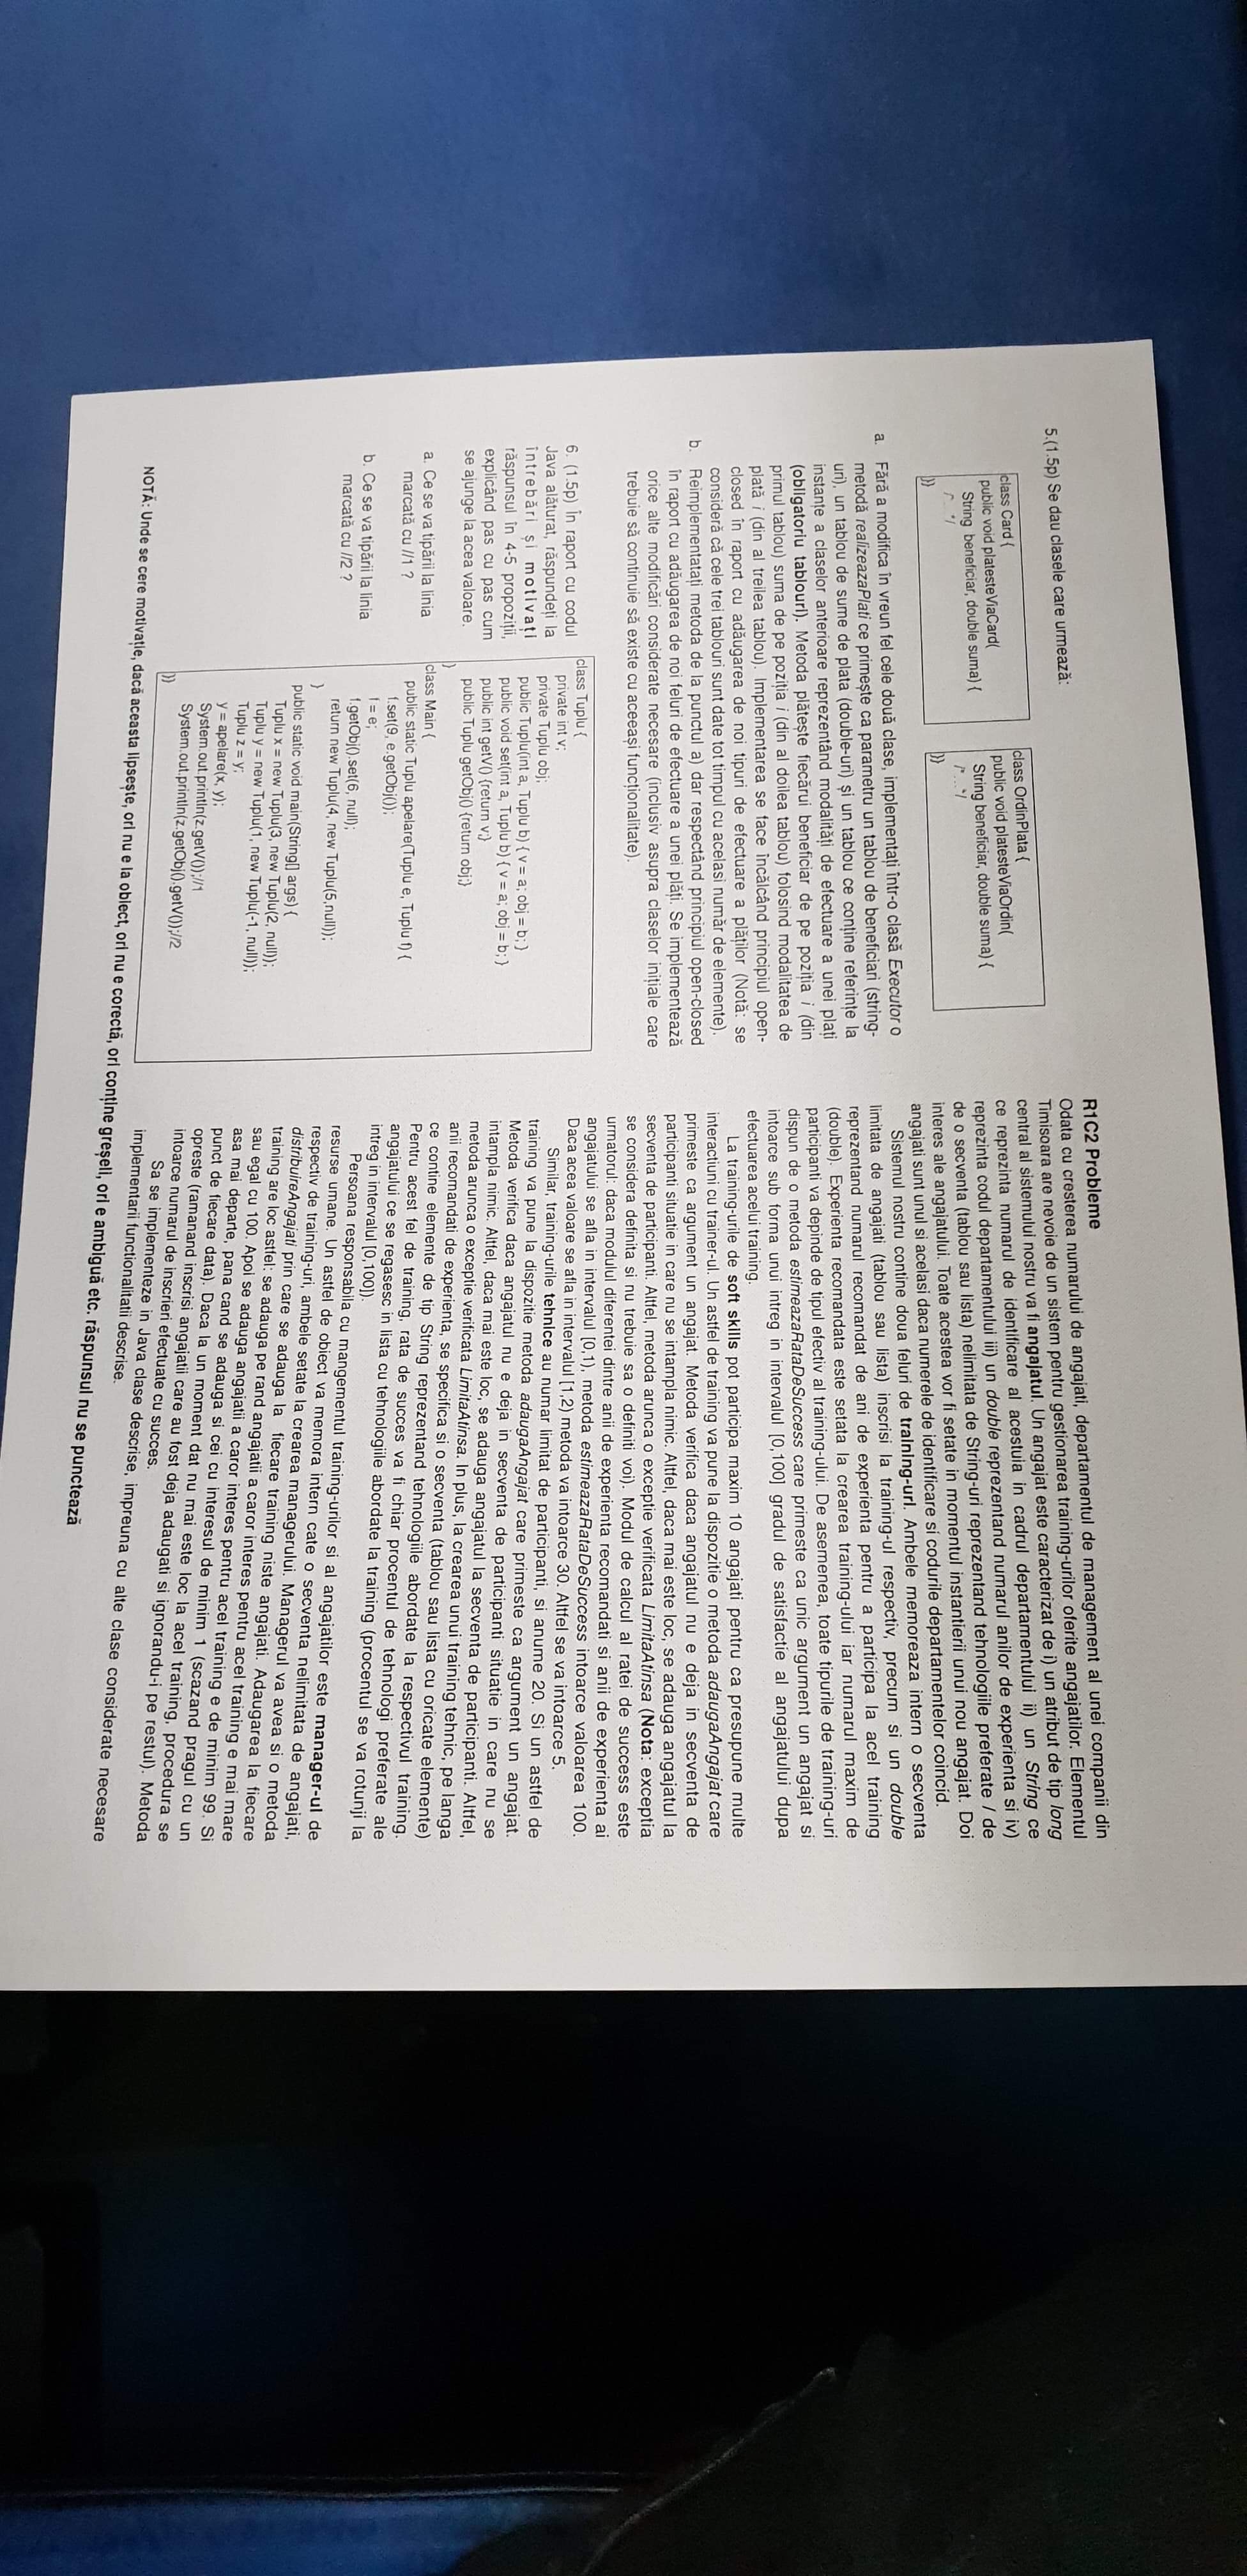 5.(1.5p) Se dau clasele care urmează:
class Card {
public void platesteViaCard(
String beneficiar, double suma) {
/*...*/
}}
class OrdinPlata {
public void platesteViaOrdin(
String beneficiar, double suma) {
/*...*/
}}
a. Fără a modifica în vreun fel cele două clase, implementați într-o clasă Executor o
metodă realizeazaPlati ce primește ca parametru un tablou de beneficiari (string-
uri), un tablou de sume de plata (double-uri) și un tablou ce conține referințe la
instanțe a claselor anterioare reprezentând modalități de efectuare a unei plați
(obligatoriu tablouri). Metoda plătește fiecărui beneficiar de pe poziția i (din
primul tablou) suma de pe poziția i (din al doilea tablou) folosind modalitatea de
plată i (din al treilea tablou). Implementarea se face încălcând principiul open-
closed în raport cu adăugarea de noi tipuri de efectuare a plăților (Notă: se
consideră că cele trei tablouri sunt date tot timpul cu acelasi număr de elemente).
b. Reimplementatați metoda de la punctul a) dar respectând principiul open-closed
în raport cu adăugarea de noi feluri de efectuare a unei plăți. Se implementează
orice alte modificări considerate necesare (inclusiv asupra claselor inițiale care
trebuie să continuie să existe cu aceeași funcționalitate).
6. (1.5p) În raport cu codul
Java alăturat, răspundeți la
întrebări și motivați
răspunsul în 4-5 propoziții,
explicând pas cu pas cum
se ajunge la acea valoare.
a. Ce se va tipării la linia
marcată cu //1 ?
b. Ce se va tipării la linia
marcată cu //2 ?
class Tuplu {
private int v;
private Tuplu obj;
public Tuplu(int a, Tuplu b) { v = a; obj = b; }
public void set(int a, Tuplu b) { v = a; obj = b; }
public int getV() {return v;}
public Tuplu getObj() {return obj;}
}
class Main {
public static Tuplu apelare(Tuplu e, Tuplu f) {
f.set(9, e.getObj());
f = e;
f.getObj().set(6, null);
return new Tuplu(4, new Tuplu(5,null));
}
public static void main(String[] args) {
Tuplu x = new Tuplu(3, new Tuplu(2, null));
Tuplu y = new Tuplu(1, new Tuplu(-1, null));
Tuplu z = y;
y = apelare(x, y);
System.out.println(z.getV());//1
System.out.println(z.getObj().getV());//2
}}
NOTĂ: Unde se cere motivație, dacă aceasta lipsește, ori nu e la obiect, ori nu e corectă, ori conține greșeli, ori e ambiguă etc. răspunsul nu se punctează
R1C2 Probleme
Odata cu cresterea numarului de angajati, departamentul de management al unei companii din
Timisoara are nevoie de un sistem pentru gestionarea training-urilor oferite angajatilor. Elementul
central al sistemului nostru va fi angajatul. Un angajat este caracterizat de i) un atribut de tip long
ce reprezinta numarul de identificare al acestuia in cadrul departamentului ii) un String ce
reprezinta codul departamentului iii) un double reprezentand numarul anilor de experienta si iv)
de o secventa (tablou sau lista) nelimitata de String-uri reprezentand tehnologiile preferate / de
interes ale angajatului. Toate acestea vor fi setate in momentul instantierii unui nou angajat. Doi
angajati sunt unul si acelasi daca numerele de identificare si codurile departamentelor coincid.
Sistemul nostru contine doua feluri de training-uri. Ambele memoreaza intern o secventa
limitata de angajati (tablou sau lista) inscrisi la training-ul respectiv, precum si un double
reprezentand numarul recomandat de ani de experienta pentru a participa la acel training
(double). Experienta recomandata este setata la crearea training-ului iar numarul maxim de
participanti va depinde de tipul efectiv al training-ului. De asemenea, toate tipurile de training-uri
dispun de o metoda estimeazaRataDeSuccess care primeste ca unic argument un angajat si
intoarce sub forma unui intreg in intervalul [0,100] gradul de satisfactie al angajatului dupa
efectuarea acelui training.
La training-urile de soft skills pot participa maxim 10 angajati pentru ca presupune multe
interactiuni cu trainer-ul. Un astfel de training va pune la dispozitie o metoda adaugaAngajat care
primeste ca argument un angajat. Metoda verifica daca angajatul nu e deja in secventa de
participanti situatie in care nu se intampla nimic. Altfel, daca mai este loc, se adauga angajatul la
secventa de participanti. Altfel, metoda arunca o exceptie verificata LimitaAtinsa (Nota: exceptia
se considera definita si nu trebuie sa o definiti voi). Modul de calcul al ratei de success este
urmatorul: daca modulul diferentei dintre anii de experienta recomandati si anii de experienta ai
angajatului se afla in intervalul [0,1), metoda estimeazaRataDeSuccess intoarce valoarea 100.
Daca acea valoare se afla in intervalul [1,2) metoda va intoarce 30. Altfel se va intoarce 5.
Similar, training-urile tehnice au numar limitat de participanti, si anume 20. Si un astfel de
training va pune la dispozitie metoda adaugaAngajat care primeste ca argument un angajat.
Metoda verifica daca angajatul nu e deja in secventa de participanti situatie in care nu se
intampla nimic. Altfel, daca mai este loc, se adauga angajatul la secventa de participanti. Altfel,
metoda arunca o exceptie verificata LimitaAtinsa. In plus, la crearea unui training tehnic, pe langa
anii recomandati de experienta, se specifica si o secventa (tablou sau lista cu oricate elemente)
ce contine elemente de tip String reprezentand tehnologiile abordate la respectivul training.
Pentru acest fel de training, rata de succes va fi chiar procentul de tehnologi preferate ale
angajatului ce se regasesc in lista cu tehnologiile abordate la training (procentul se va rotunji la
intreg in intervalul [0,100]).
Persoana responsabila cu mangementul training-urilor si al angajatilor este manager-ul de
resurse umane. Un astfel de obiect va memora intern cate o secventa nelimitata de angajati,
respectiv de training-uri, ambele setate la crearea managerului. Managerul va avea si o metoda
distribuireAngajati prin care se adauga la fiecare training niste angajati. Adaugarea la fiecare
training are loc astfel: se adauga pe rand angajatii a caror interes pentru acel training e mai mare
sau egal cu 100. Apoi se adauga angajatii a caror interes pentru acel training e de minim 99. Si
asa mai departe, pana cand se adauga si cei cu interesul de minim 1 (scazand pragul cu un
punct de fiecare data). Daca la un moment dat nu mai este loc la acel training, procedura se
opreste (ramanand inscrisi angajatii care au fost deja adaugati si ignorandu-i pe restul). Metoda
intoarce numarul de inscrieri efectuate cu succes.
Sa se implementeze in Java clase descrise, impreuna cu alte clase considerate necesare
implementarii functionalitatii descrise.